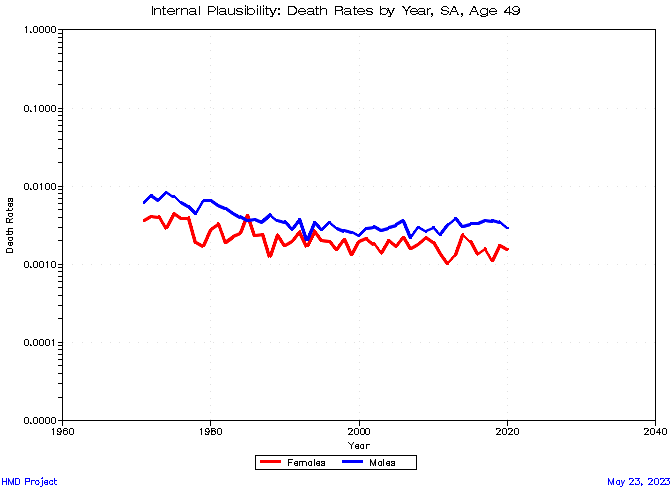 Internal Plausibility: Death Rates by Year, SA, Age 49
1.0000
0.1000
0.0100
0.0010
0.0001
0.0000
Death Rates
1960
1980
2000
2020
2040
Year
Females
Males
HMD Project
May 23, 2023